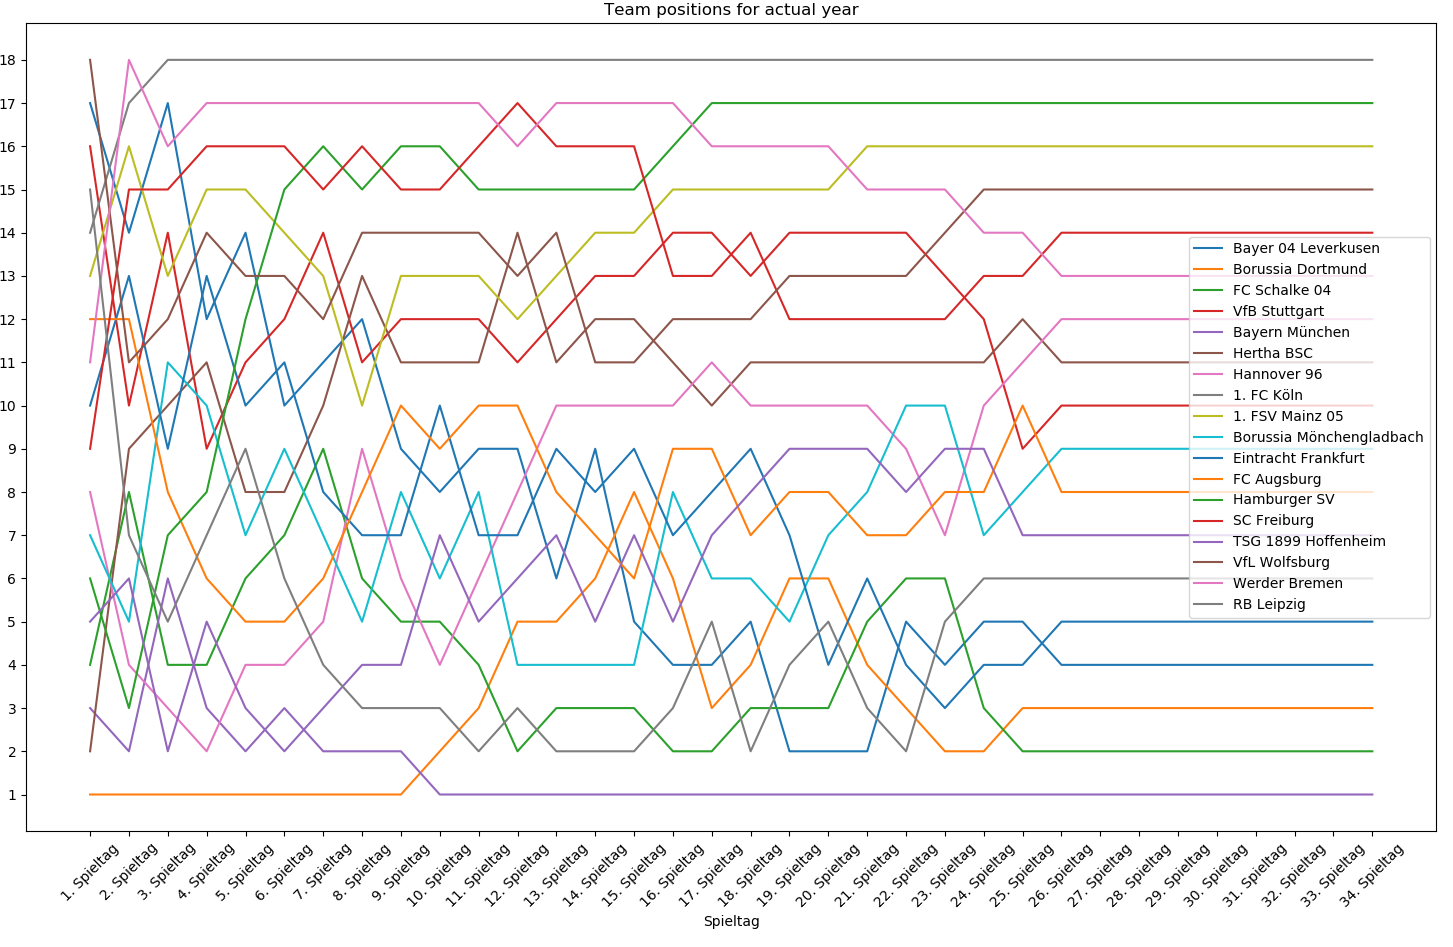 Team positions for actual year
18
17
16
15
14
13
12
11
10
9
8
7
6
5
4
3
2
1
Bayer 04 Leverkusen
Borussia Dortmund
FC Schalke 04
VfB Stuttgart
Bayern München
Hertha BSC
Hannover 96
1. FC Köln
1. FSV Mainz 05
Borussia Mönchengladbach
Eintracht Frankfurt
FC Augsburg
Hamburger SV
SC Freiburg
TSG 1899 Hoffenheim
VfL Wolfsburg
Werder Bremen
RB Leipzig
1. Spieltag
2. Spieltag
3. Spieltag
4. Spieltag
5. Spieltag
6. Spieltag
7. Spieltag
8. Spieltag
9. Spieltag
10. Spieltag
11. Spieltag
12. Spieltag
13. Spieltag
14. Spieltag
15. Spieltag
16. Spieltag
17. Spieltag
18. Spieltag
19. Spieltag
20. Spieltag
21. Spieltag
22. Spieltag
23. Spieltag
24. Spieltag
25. Spieltag
26. Spieltag
27. Spieltag
28. Spieltag
29. Spieltag
30. Spieltag
31. Spieltag
32. Spieltag
33. Spieltag
34. Spieltag
Spieltag